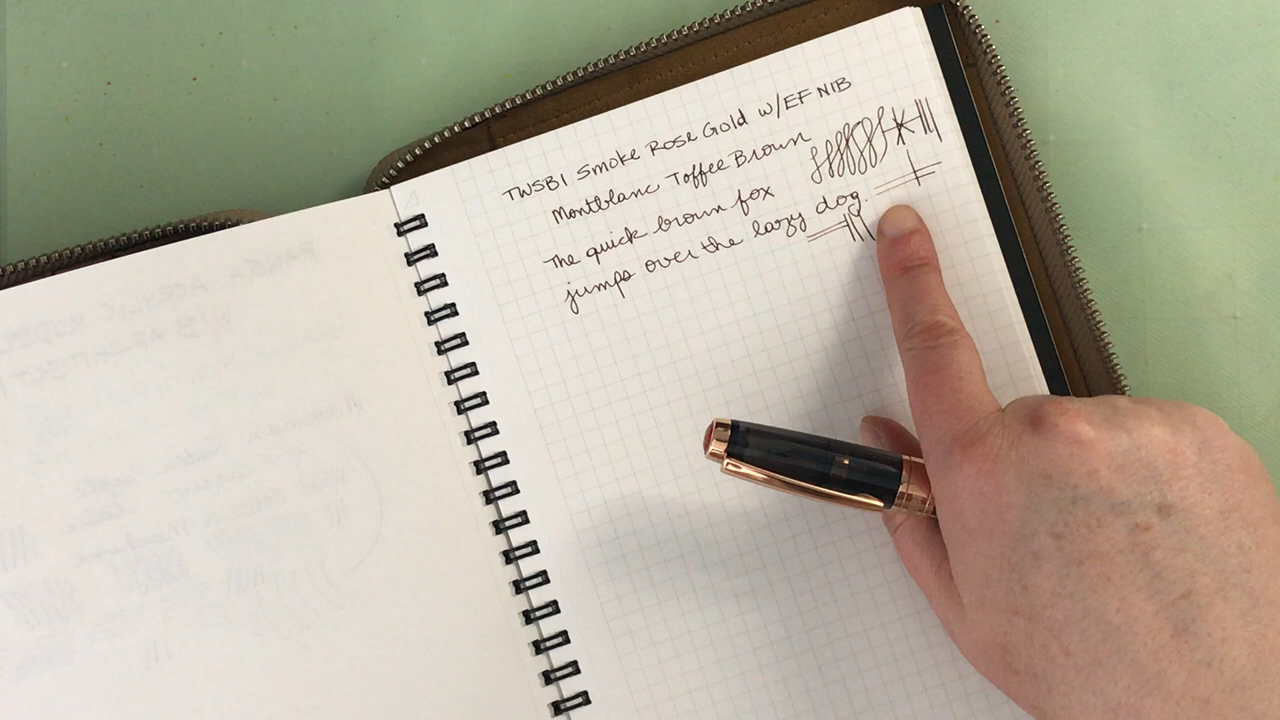 TWSBI Smoke Rose Gold w/EF NIB
Montblanc Toffee Brown
The quick brown fox
jumps over the lazy dog.